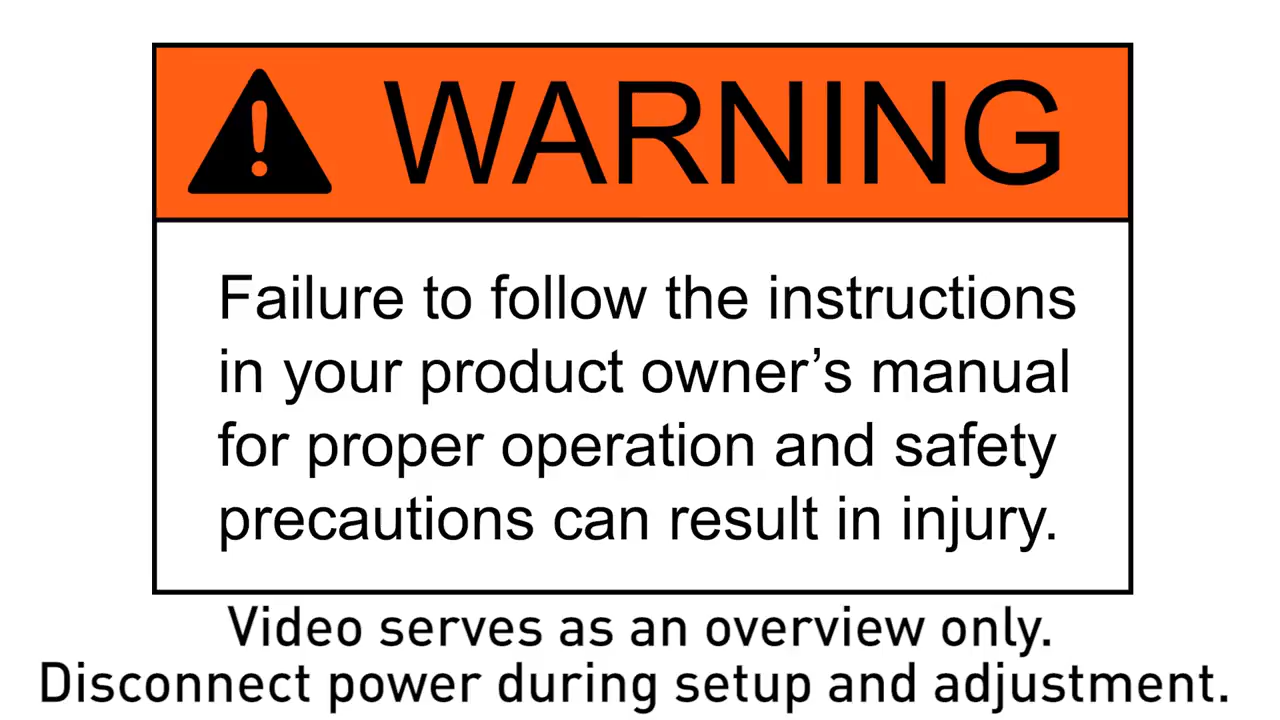 WARNING
Failure to follow the instructions
in your product owner’s manual
for proper operation and safety
precautions can result in injury.
Video serves as an overview only.
Disconnect power during setup and adjustment.